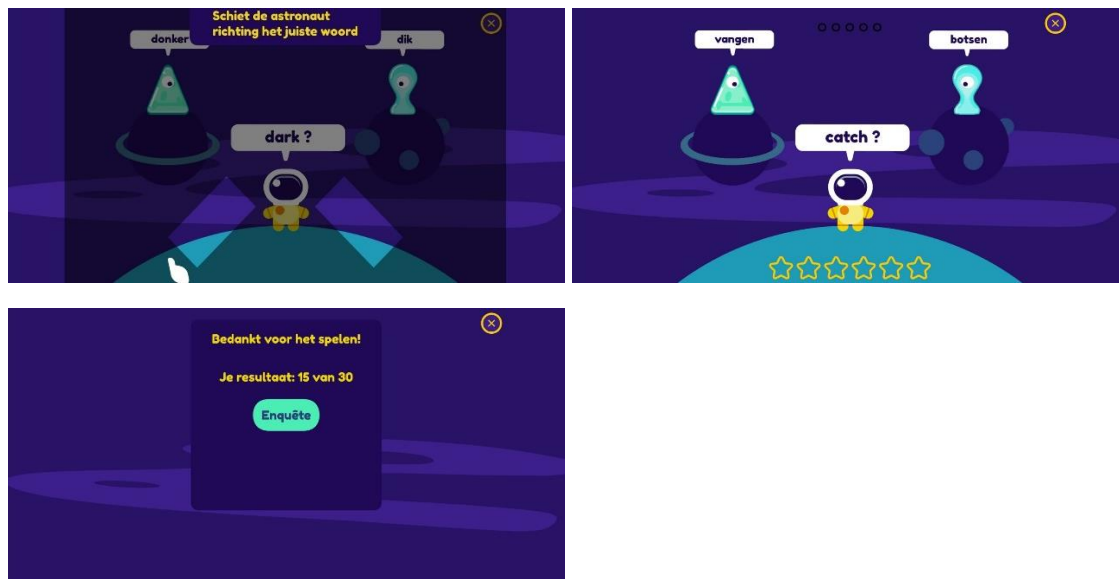 Schiet de astronaut
richting het juiste woord
donker
dik
dark ?
vangen
botsen
catch ?
Bedankt voor het spelen!
Je resultaat: 15 van 30
Enquête